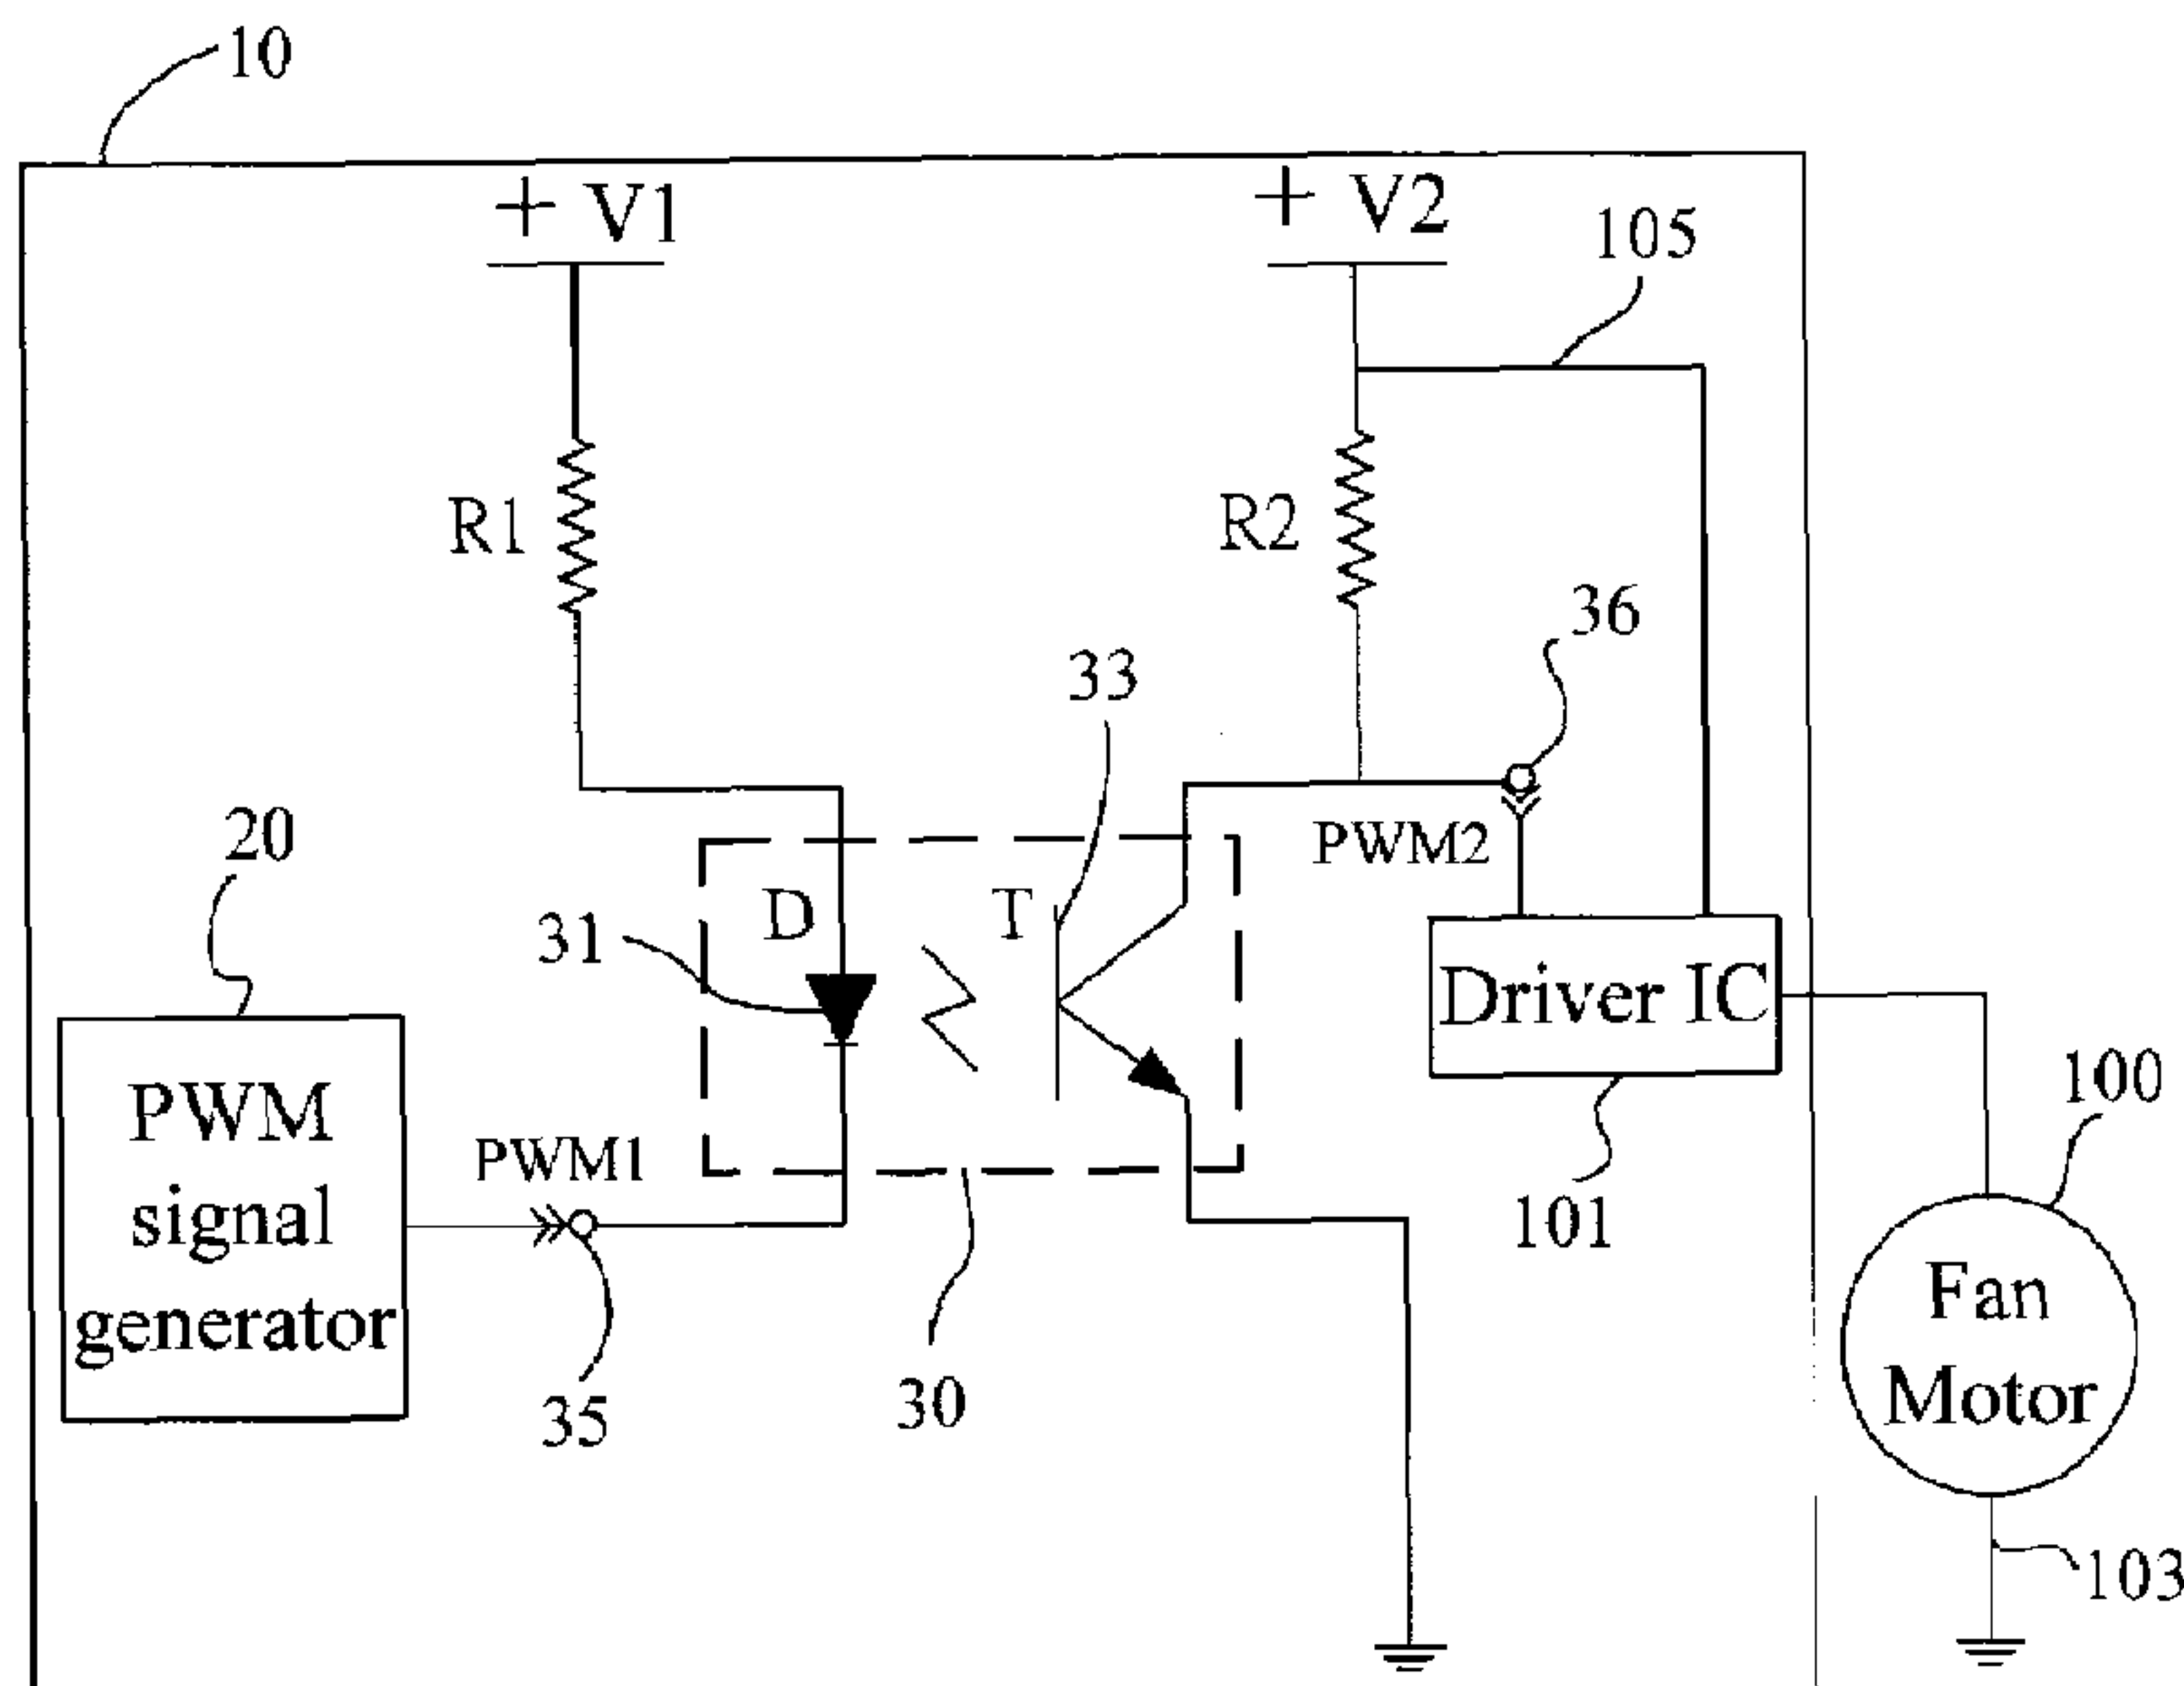 10
+ V1
+ V2
105
R1
R2
36
33
20
PWM2
D
T
31
Driver IC
PWM
signal
generator
PWM1
100
101
Fan
Motor
35
30
103